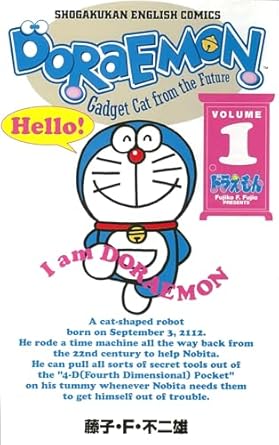 SHOGAKUKAN ENGLISH COMICS
DORAEMON™
Gadget Cat from the Future
Hello!
VOLUME
1
ドラえもん
Fujiko F. Fujio
PRESENTS
I am DORAEMON
A cat-shaped robot
born on September 3, 2112.
He rode a time machine all the way back from
the 22nd century to help Nobita.
He can pull all sorts of secret tools out of
the "4-D(Fourth Dimensional) Pocket"
on his tummy whenever Nobita needs them
to get himself out of trouble.
藤子・F・不二雄